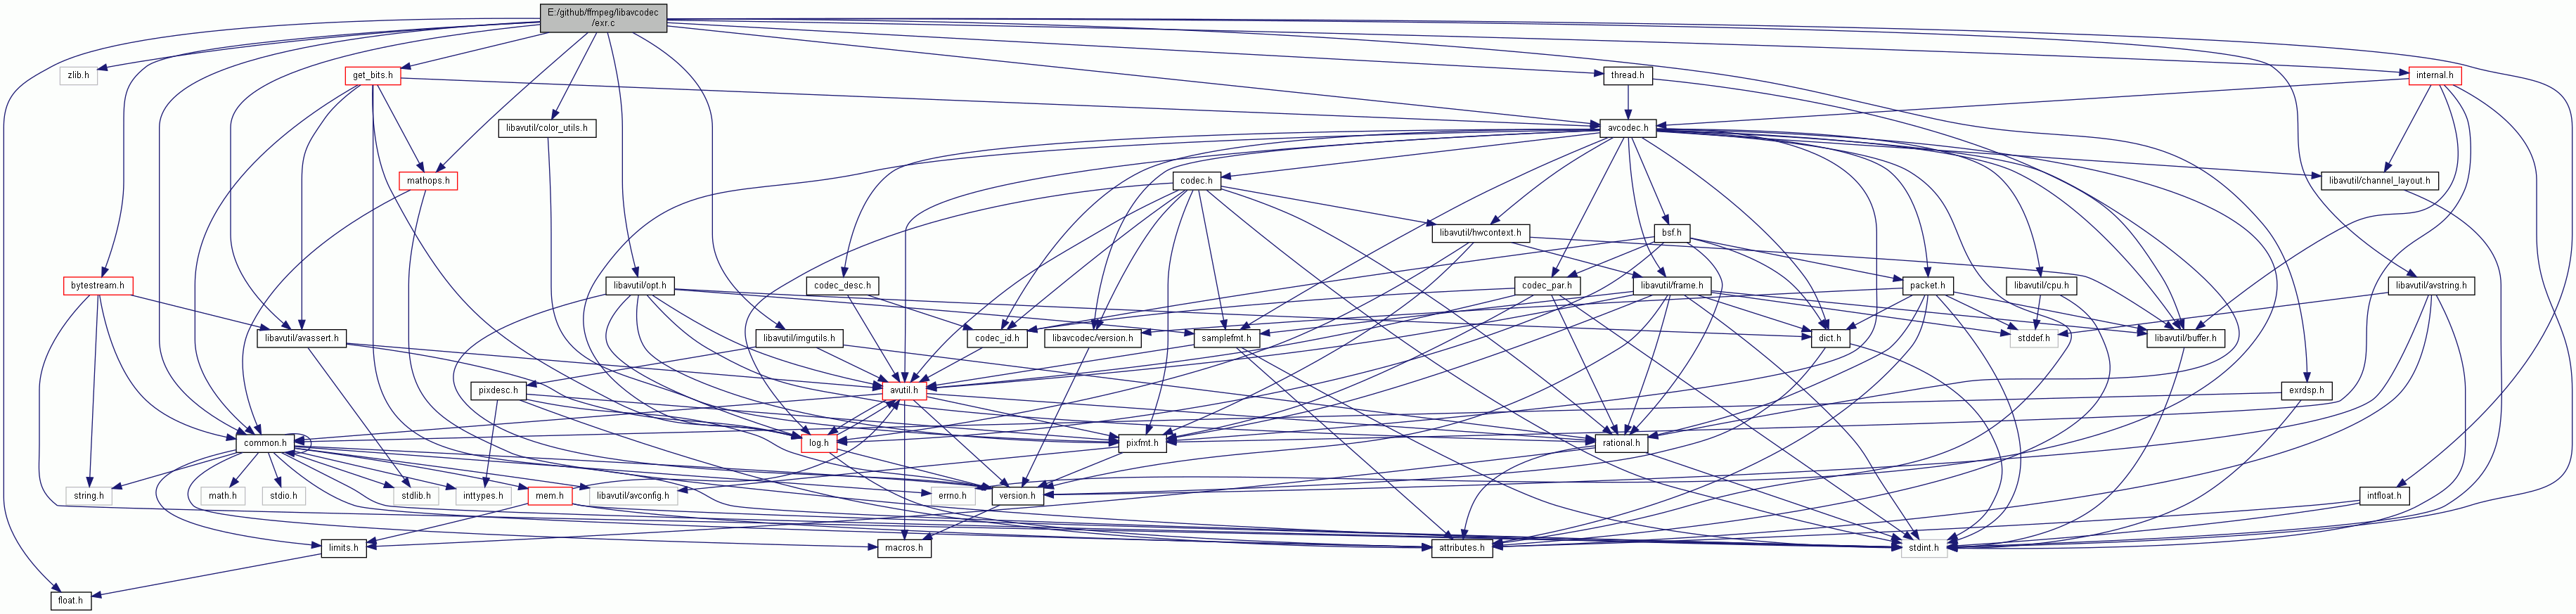 E:/github/ffmpeg/libavcodec
/exr.c
zlib.h
get_bits.h
thread.h
internal.h
libavutil/color_utils.h
avcodec.h
mathops.h
codec.h
libavutil/channel_layout.h
libavutil/hwcontext.h
bsf.h
bytestream.h
libavutil/opt.h
codec_desc.h
codec_par.h
libavutil/frame.h
packet.h
libavutil/cpu.h
libavutil/avstring.h
libavutil/avassert.h
libavutil/imgutils.h
codec_id.h
libavcodec/version.h
samplefmt.h
dict.h
stddef.h
libavutil/buffer.h
pixdesc.h
avutil.h
exrdsp.h
common.h
log.h
pixfmt.h
rational.h
string.h
math.h
stdio.h
stdlib.h
inttypes.h
mem.h
libavutil/avconfig.h
errno.h
version.h
intfloat.h
limits.h
macros.h
attributes.h
stdint.h
float.h